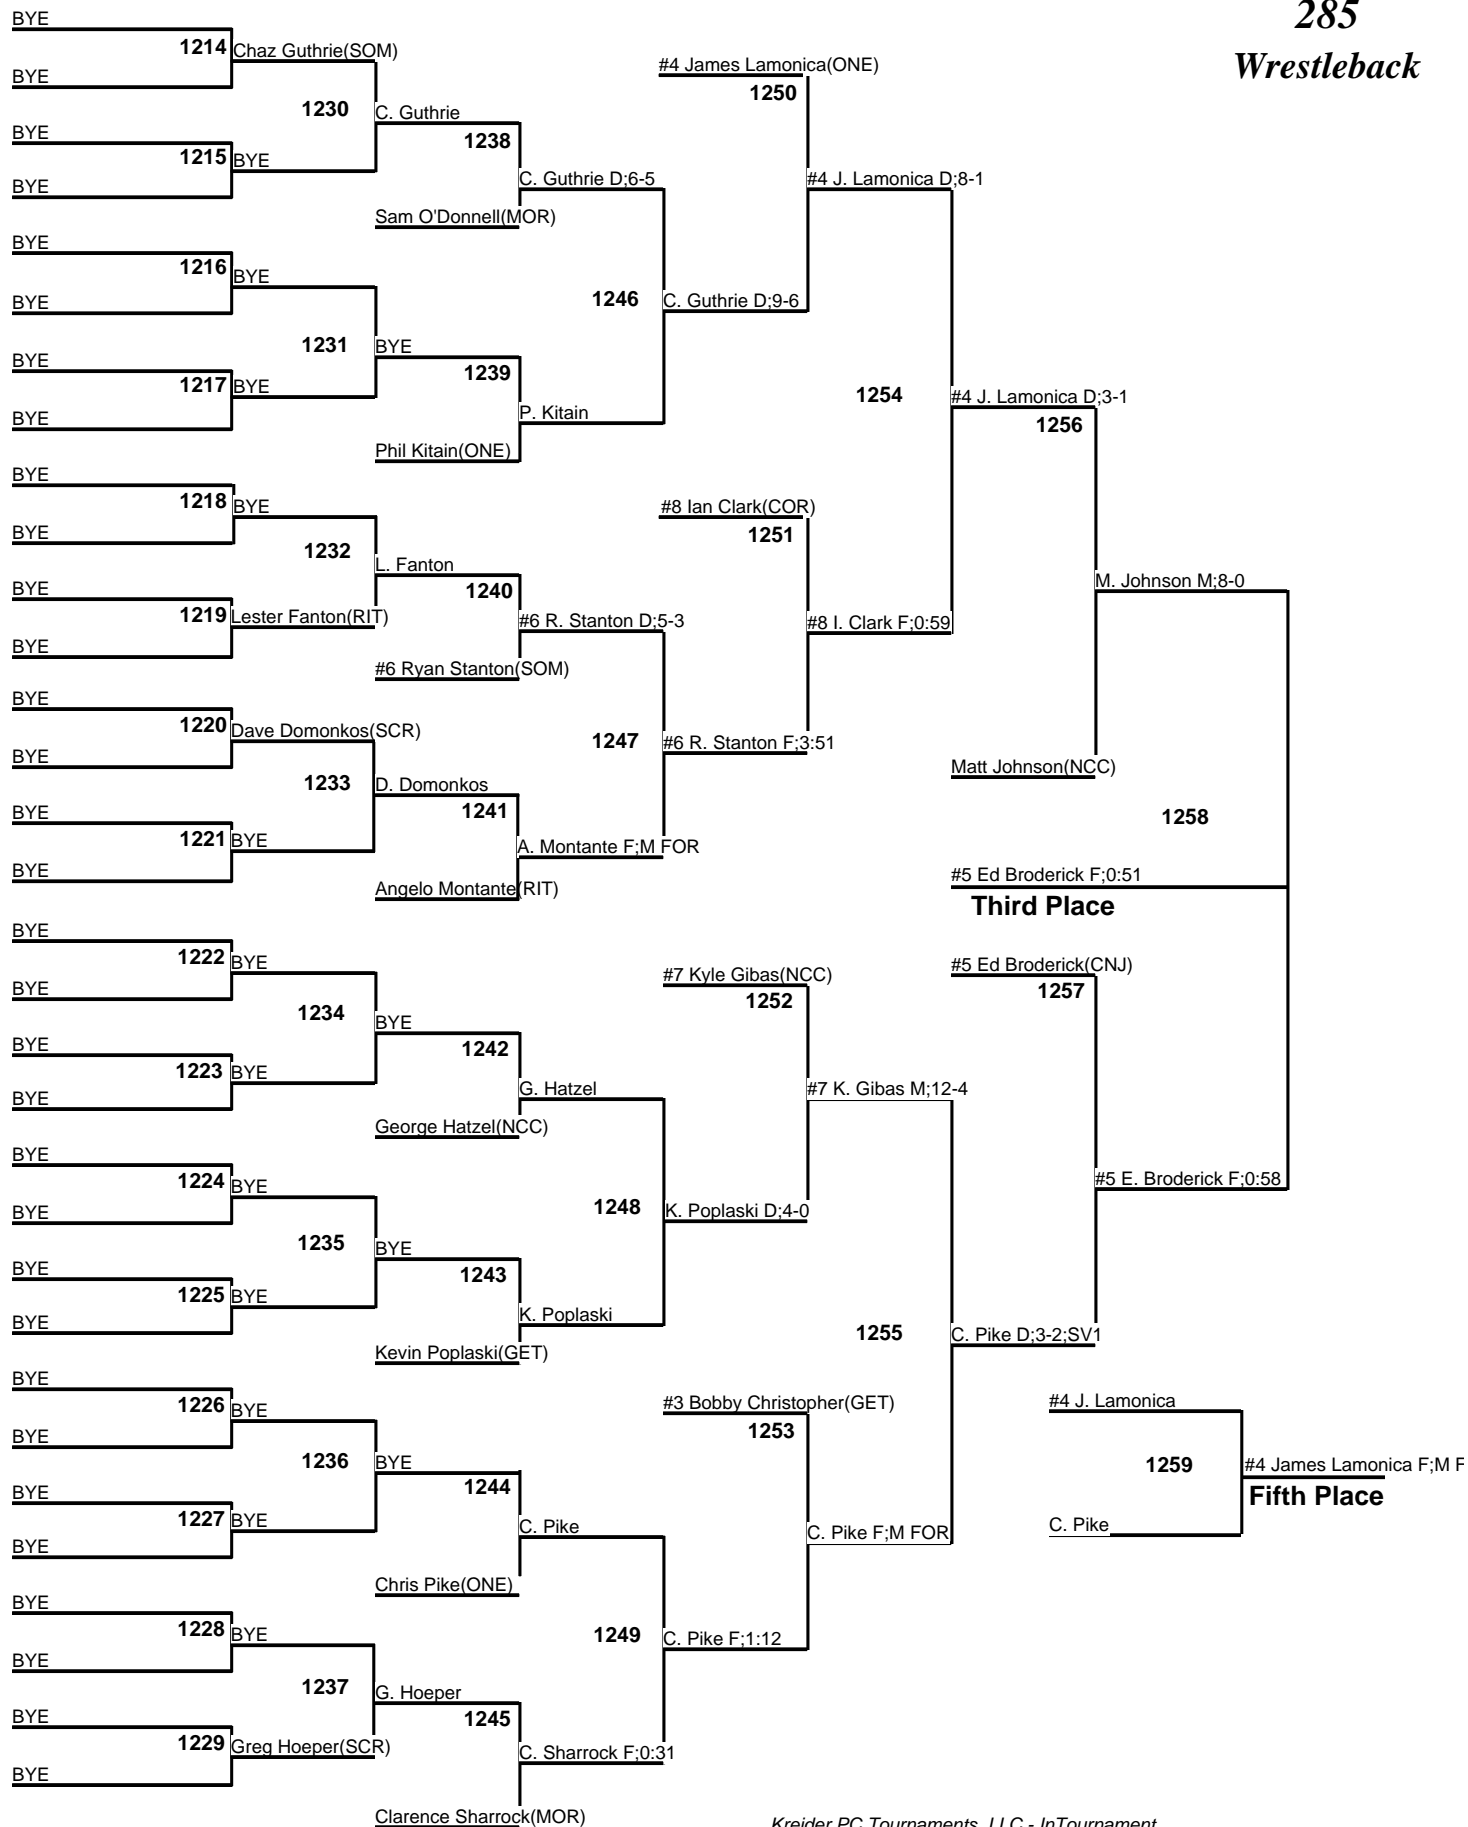 285
Wrestleback
BYE
1214
Chaz Guthrie(SOM)
BYE
1230
C. Guthrie
BYE
1215
BYE
BYE
1238
C. Guthrie D;6-5
Sam O'Donnell(MOR)
BYE
1216
BYE
BYE
1231
BYE
BYE
1217
BYE
BYE
1239
P. Kitain
Phil Kitain(ONE)
1246
C. Guthrie D;9-6
#4 James Lamonica(ONE)
1250
#4 J. Lamonica D;8-1
BYE
1218
BYE
BYE
1232
L. Fanton
BYE
1219
Lester Fanton(RIT)
BYE
1240
#6 R. Stanton D;5-3
#6 Ryan Stanton(SOM)
BYE
1220
Dave Domonkos(SCR)
BYE
1233
D. Domonkos
BYE
1221
BYE
BYE
1241
A. Montante F;M FOR
Angelo Montante(RIT)
1247
#6 R. Stanton F;3:51
#8 Ian Clark(COR)
1251
#8 I. Clark F;0:59
1254
#4 J. Lamonica D;3-1
1256
M. Johnson M;8-0
Matt Johnson(NCC)
1258
#5 Ed Broderick F;0:51
Third Place
BYE
1222
BYE
BYE
1234
BYE
BYE
1223
BYE
BYE
1242
G. Hatzel
George Hatzel(NCC)
BYE
1224
BYE
BYE
1235
BYE
BYE
1225
BYE
BYE
1243
K. Poplaski
Kevin Poplaski(GET)
1248
K. Poplaski D;4-0
#7 Kyle Gibas(NCC)
1252
#7 K. Gibas M;12-4
#5 Ed Broderick(CNJ)
1257
#5 E. Broderick F;0:58
BYE
1226
BYE
BYE
1236
BYE
BYE
1227
BYE
BYE
1244
C. Pike
Chris Pike(ONE)
BYE
1228
BYE
BYE
1237
G. Hoeper
BYE
1229
Greg Hoeper(SCR)
BYE
1245
C. Sharrock F;0:31
Clarence Sharrock(MOR)
1249
C. Pike F;1:12
#3 Bobby Christopher(GET)
1253
C. Pike F;M FOR
1255
C. Pike D;3-2;SV1
#4 J. Lamonica
1259
#4 James Lamonica F;M F
Fifth Place
C. Pike
Kreider PC Tournaments, LLC - InTournament